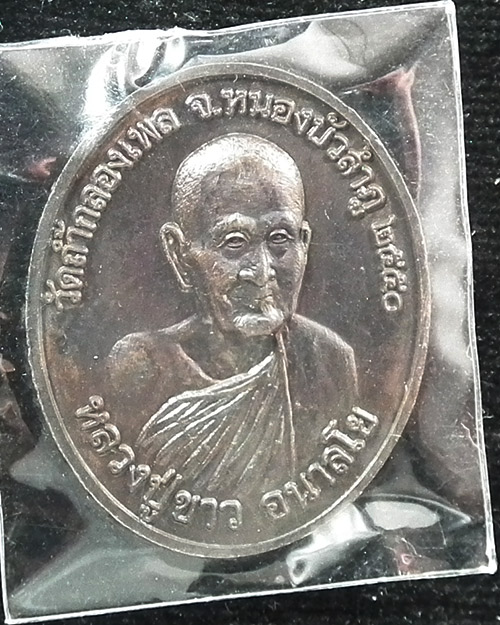 วัดถ้ำกลองเพล จ.หนองบัวลำภู ๒๕๕๐
หลวงปู่ขาว อนาลโย